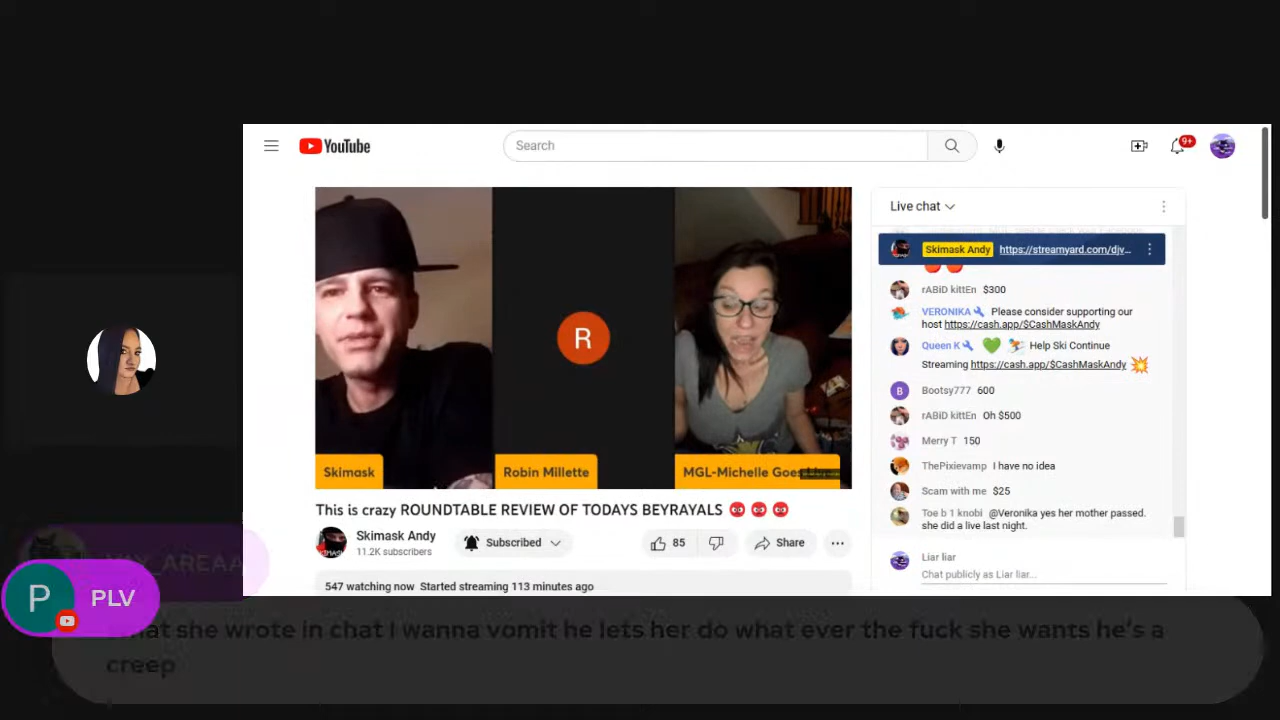 YouTube
Search
9+
R
Skimask
Robin Millette
MGL-Michelle Goes Live
This is crazy ROUNDTABLE REVIEW OF TODAYS BEYRAYALS
Skimask Andy
11.2K subscribers
Subscribed
85
Share
547 watching now Started streaming 113 minutes ago
Live chat
Skimask Andy https://streamyard.com/djv...
rABiD kittEn $300
VERONIKA Please consider supporting our
host https://cash.app/$CashMaskAndy
Queen K Help Ski Continue
Streaming https://cash.app/$CashMaskAndy
B Bootsy777 600
rABiD kittEn Oh $500
Merry T 150
ThePixievamp I have no idea
Scam with me $25
Toe b 1 knobi @Veronika yes her mother passed.
she did a live last night.
Liar liar
Chat publicly as Liar liar...
P PLV
she wrote in chat I wanna vomit he lets her do what ever the fuck she wants he's a
creep